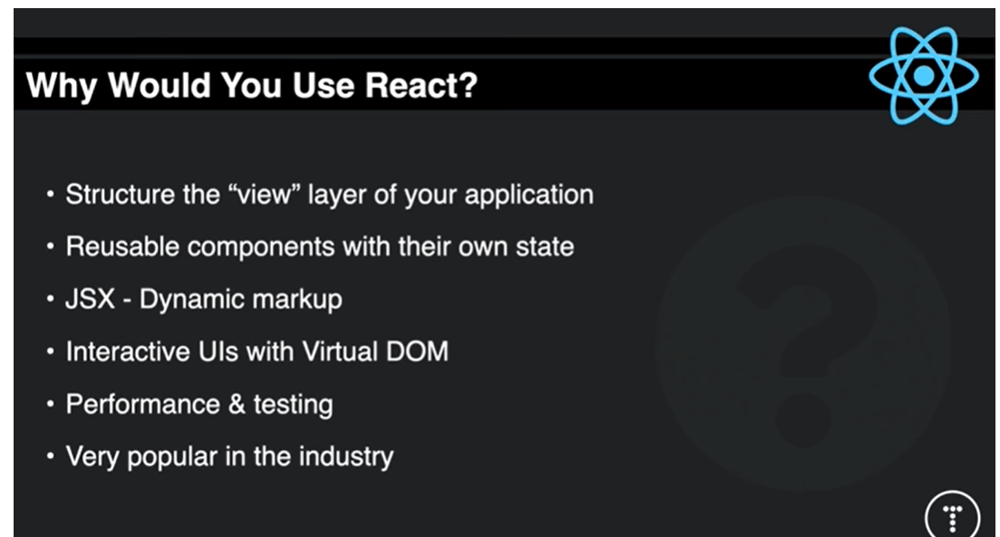 Why Would You Use React?
• Structure the “view” layer of your application
• Reusable components with their own state
• JSX - Dynamic markup
• Interactive UIs with Virtual DOM
• Performance & testing
• Very popular in the industry